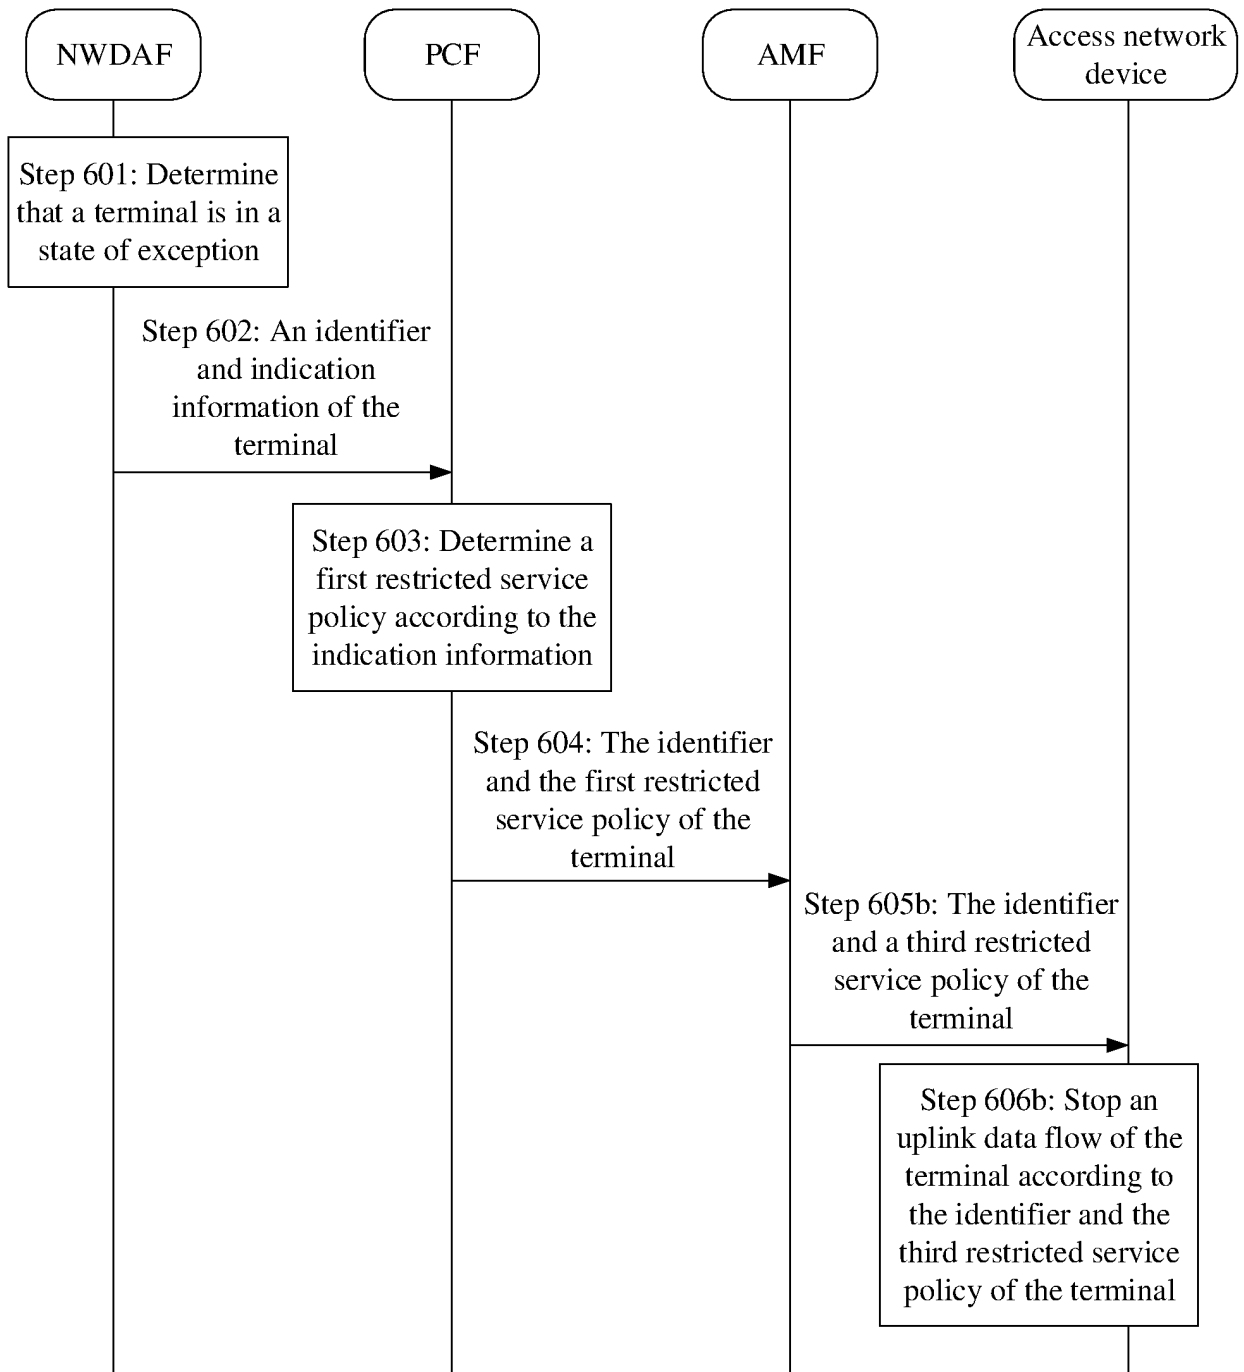 NWDAF
PCF
AMF
Access network
device
Step 601: Determine
that a terminal is in a
state of exception
Step 602: An identifier
and indication
information of the
terminal
Step 603: Determine a
first restricted service
policy according to the
indication information
Step 604: The identifier
and the first restricted
service policy of the
terminal
Step 605b: The identifier
and a third restricted
service policy of the
terminal
Step 606b: Stop an
uplink data flow of the
terminal according to
the identifier and the
third restricted service
policy of the terminal